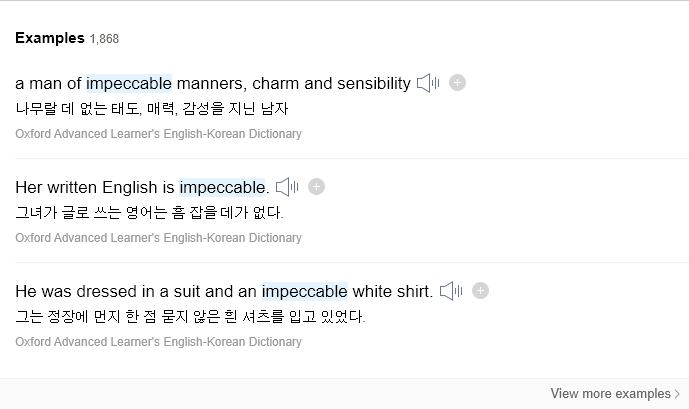 Examples 1,868
a man of impeccable manners, charm and sensibility
나무랄 데 없는 태도, 매력, 감성을 지닌 남자
Oxford Advanced Learner's English-Korean Dictionary
Her written English is impeccable.
그녀가 글로 쓰는 영어는 흠 잡을 데가 없다.
Oxford Advanced Learner's English-Korean Dictionary
He was dressed in a suit and an impeccable white shirt.
그는 정장에 먼지 한 점 묻지 않은 흰 셔츠를 입고 있었다.
Oxford Advanced Learner's English-Korean Dictionary
View more examples